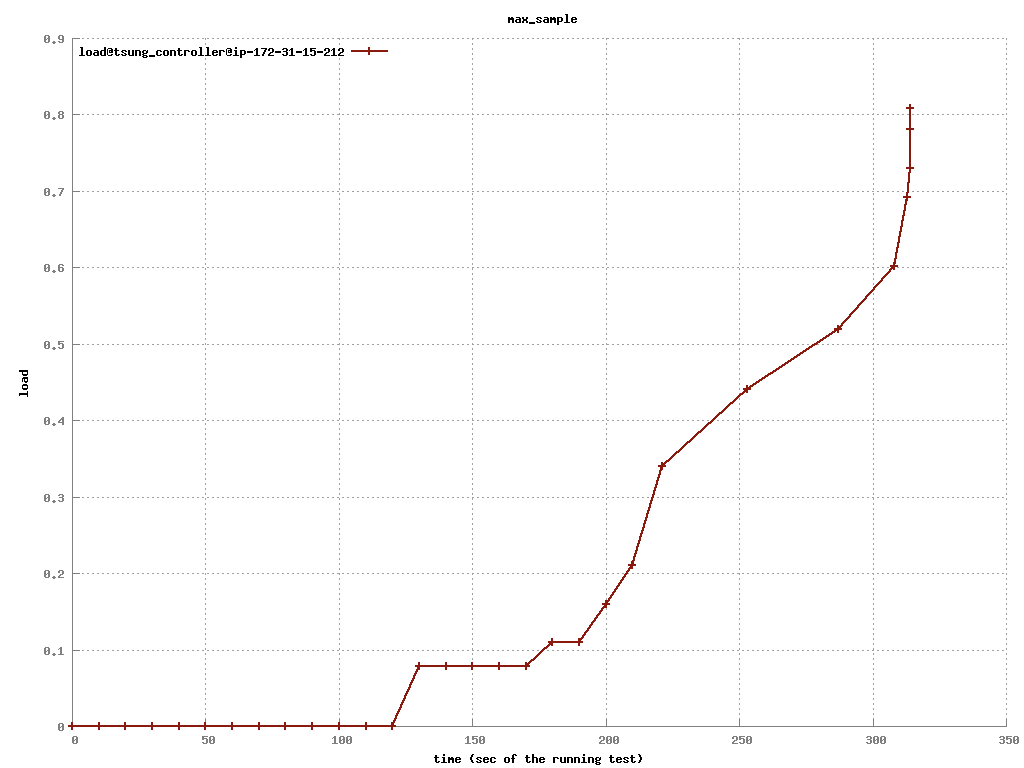 max_sample
load@tsung_controller@ip-172-31-15-212
0.9
0.8
0.7
0.6
0.5
0.4
0.3
0.2
0.1
0
load
0 50 100 150 200 250 300 350
time (sec of the running test)